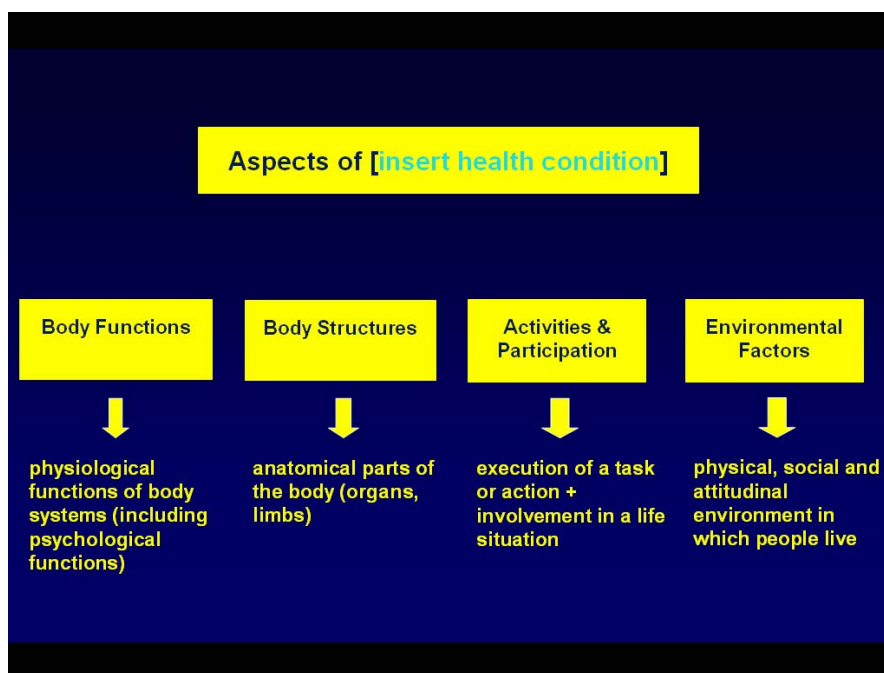 Aspects of [insert health condition]
Body Functions
physiological
functions of body
systems (including
psychological
functions)
Body Structures
anatomical parts of
the body (organs,
limbs)
Activities &
Participation
execution of a task
or action +
involvement in a life
situation
Environmental
Factors
physical, social and
attitudinal
environment in
which people live